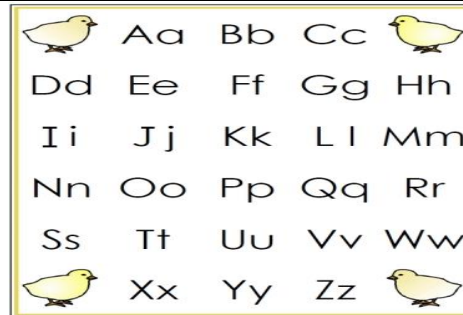 Aa Bb Cc
Dd Ee Ff Gg Hh
Ii Jj Kk Ll Mm
Nn Oo Pp Qq Rr
Ss Tt Uu Vv Ww
Xx Yy Zz